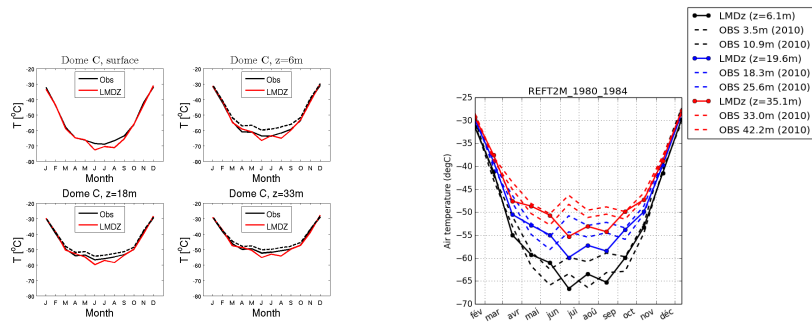 Dome C, surface
-20
-30
-40
-50
-60
-70
-80
T [°C]
Obs
LMDZ
J F M A M J J A S O N D
Month
Dome C, z=6m
-20
-30
-40
-50
-60
-70
-80
T [°C]
Obs
LMDZ
J F M A M J J A S O N D
Month
Dome C, z=18m
-20
-30
-40
-50
-60
-70
-80
T [°C]
Obs
LMDZ
J F M A M J J A S O N D
Month
Dome C, z=33m
-20
-30
-40
-50
-60
-70
-80
T [°C]
Obs
LMDZ
J F M A M J J A S O N D
Month
LMDz (z=6.1m)
OBS 3.5m (2010)
OBS 10.9m (2010)
LMDz (z=19.6m)
OBS 18.3m (2010)
OBS 25.6m (2010)
LMDz (z=35.1m)
OBS 33.0m (2010)
OBS 42.2m (2010)
REFT2M_1980_1984
−25
−30
−35
−40
−45
−50
−55
−60
−65
−70
Air temperature (degC)
fév mar avr mai jun jul aoû sep oct nov déc